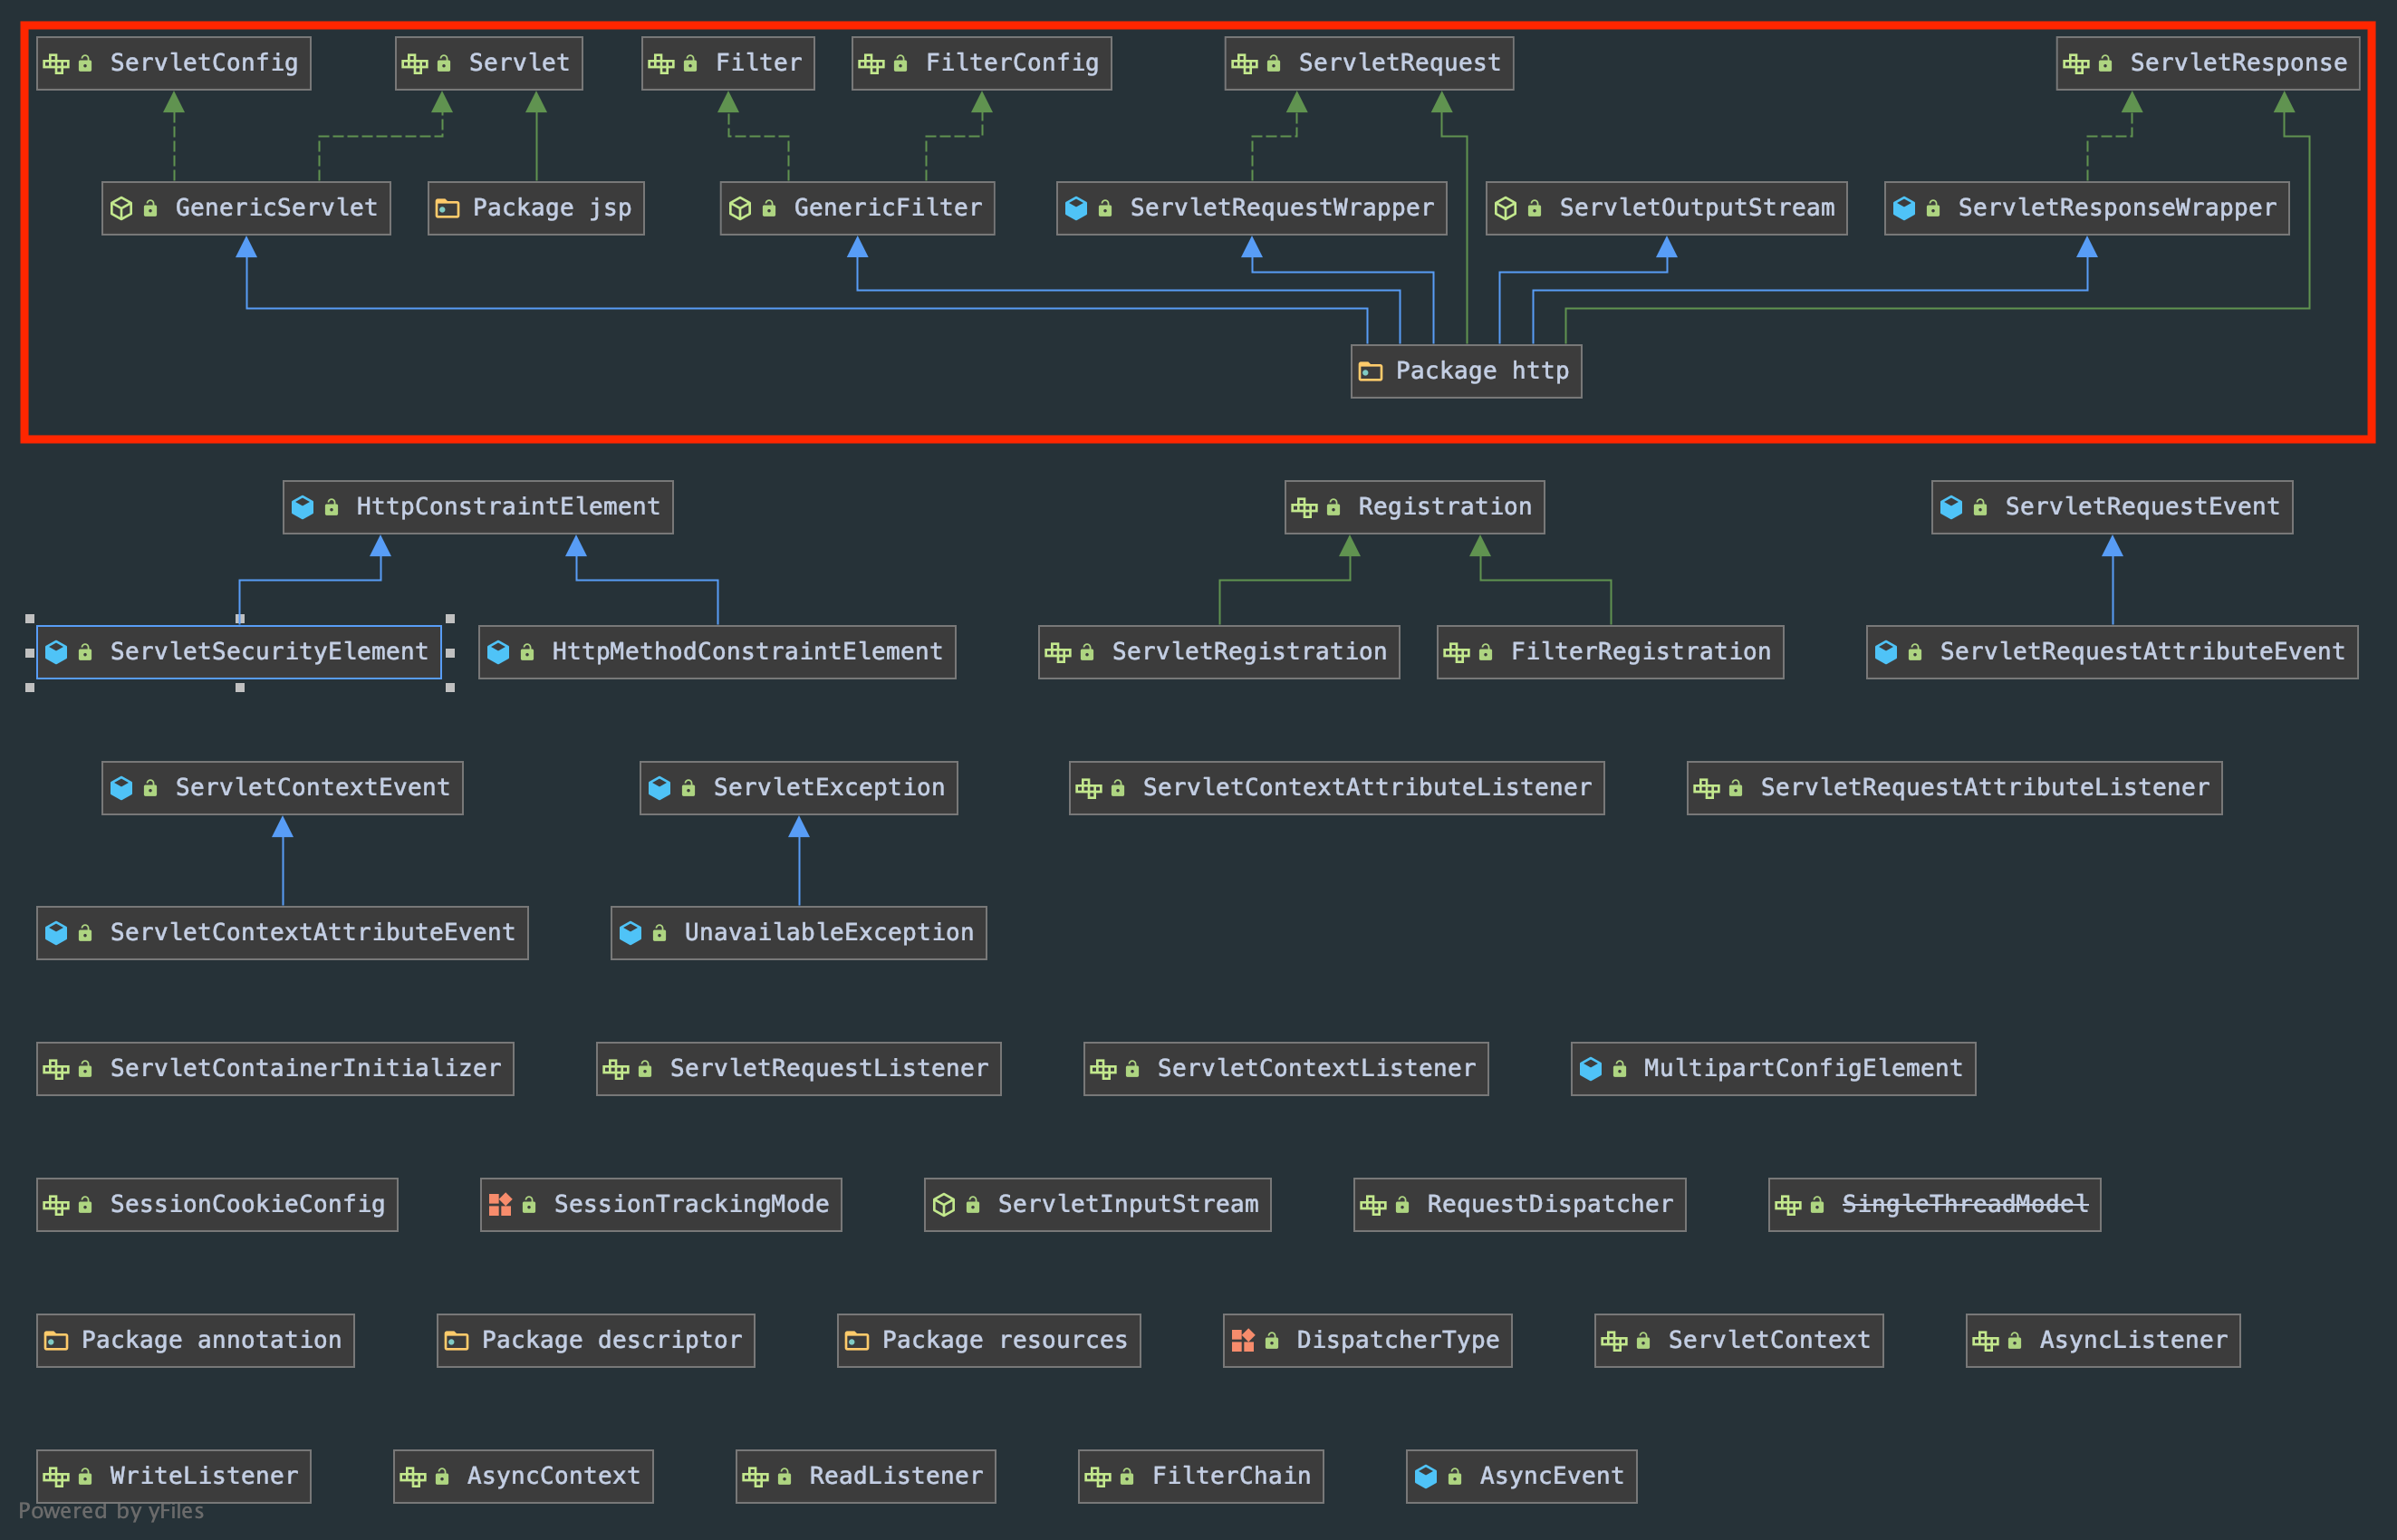 ServletConfig
Servlet
Filter
FilterConfig
ServletRequest
ServletResponse
GenericServlet
Package jsp
GenericFilter
ServletRequestWrapper
ServletOutputStream
ServletResponseWrapper
Package http
HttpConstraintElement
Registration
ServletRequestEvent
ServletSecurityElement
HttpMethodConstraintElement
ServletRegistration
FilterRegistration
ServletRequestAttributeEvent
ServletContextEvent
ServletException
ServletContextAttributeListener
ServletRequestAttributeListener
ServletContextAttributeEvent
UnavailableException
ServletContainerInitializer
ServletRequestListener
ServletContextListener
MultipartConfigElement
SessionCookieConfig
SessionTrackingMode
ServletInputStream
RequestDispatcher
SingleThreadModel
Package annotation
Package descriptor
Package resources
DispatcherType
ServletContext
AsyncListener
WriteListener
AsyncContext
ReadListener
FilterChain
AsyncEvent
Powered by yFiles